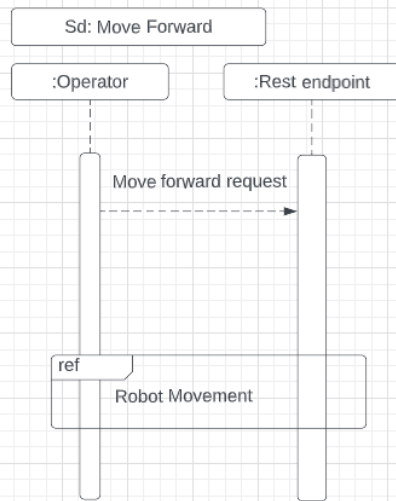 Sd: Move Forward
:Operator
:Rest endpoint
Move forward request
ref
Robot Movement